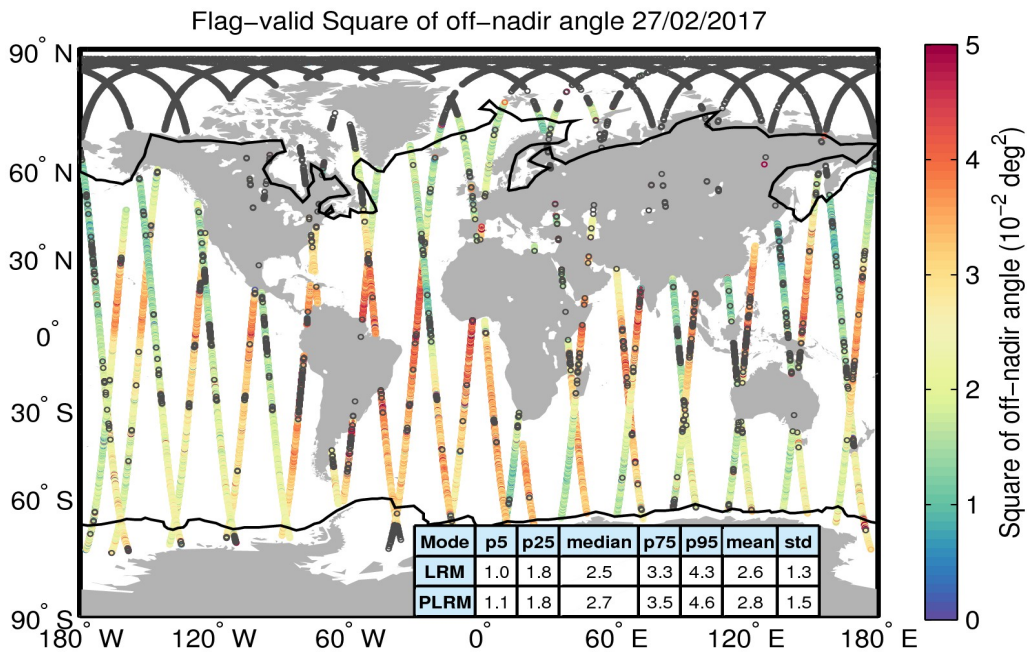 Flag−valid Square of off−nadir angle 27/02/2017
90° N
60° N
30° N
0°
30° S
60° S
90° S
180° W
120° W
60° W
0°
60° E
120° E
180° E
5
4
3
2
1
0
Square of off−nadir angle (10⁻² deg²)
Mode p5 p25 median p75 p95 mean std
LRM 1.0 1.8 2.5 3.3 4.3 2.6 1.3
PLRM 1.1 1.8 2.7 3.5 4.6 2.8 1.5